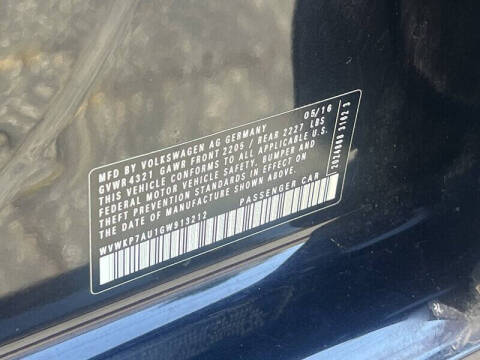 MFD BY VOLKSWAGEN AG GERMANY 05/16
GVWR 4321 GAWR FRONT 2205 / REAR 2227 LBS
THIS VEHICLE CONFORMS TO ALL APPLICABLE U.S.
FEDERAL MOTOR VEHICLE SAFETY, BUMPER AND
THEFT PREVENTION STANDARDS IN EFFECT ON
THE DATE OF MANUFACTURE SHOWN ABOVE.
WVWKP7AU1GW913212 PASSENGER CAR